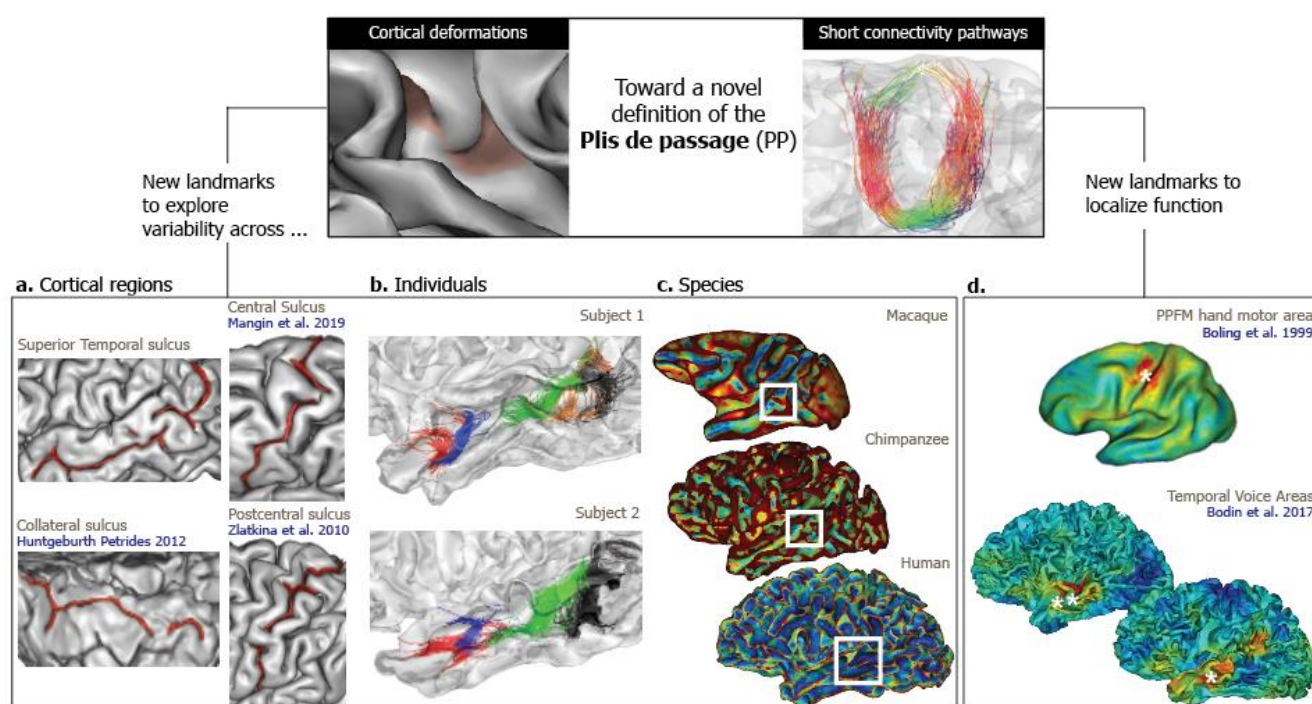 Cortical deformations
Short connectivity pathways
Toward a novel
definition of the
Plis de passage (PP)
New landmarks
to explore
variability across ...
New landmarks to
localize function
a. Cortical regions
b. Individuals
c. Species
d.
Superior Temporal sulcus
Central Sulcus
Mangin et al. 2019
Collateral sulcus
Huntgeburth Petrides 2012
Postcentral sulcus
Zlatkina et al. 2010
Subject 1
Subject 2
Macaque
Chimpanzee
Human
PPFM hand motor area
Boling et al. 1999
*
Temporal Voice Areas
Bodin et al. 2017
* *
*